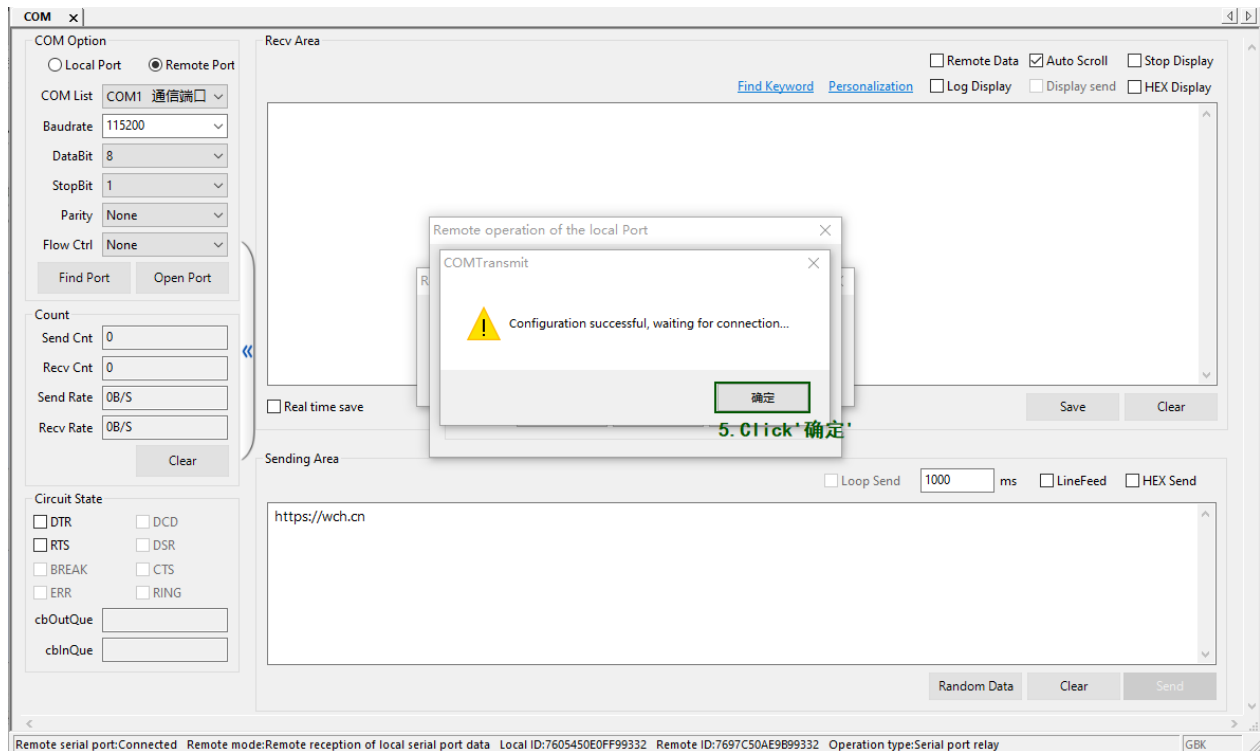 COM x
COM Option
Local Port Remote Port
COM List COM1 通信端口
Baudrate 115200
DataBit 8
StopBit 1
Parity None
Flow Ctrl None
Find Port Open Port
Count
Send Cnt 0
Recv Cnt 0
Send Rate 0B/S
Recv Rate 0B/S
Clear
Circuit State
DTR DCD
RTS DSR
BREAK CTS
ERR RING
cbOutQue
cbInQue
Recv Area
Remote Data Auto Scroll Stop Display
Find Keyword Personalization Log Display Display send HEX Display
Remote operation of the local Port
COMTransmit
R
Configuration successful, waiting for connection...
确定
5.Click'确定'
Real time save Save Clear
Sending Area
Loop Send 1000 ms LineFeed HEX Send
https://wch.cn
Random Data Clear Send
Remote serial port:Connected Remote mode:Remote reception of local serial port data Local ID:7605450E0FF99332 Remote ID:7697C50AE9B99332 Operation type:Serial port relay GBK